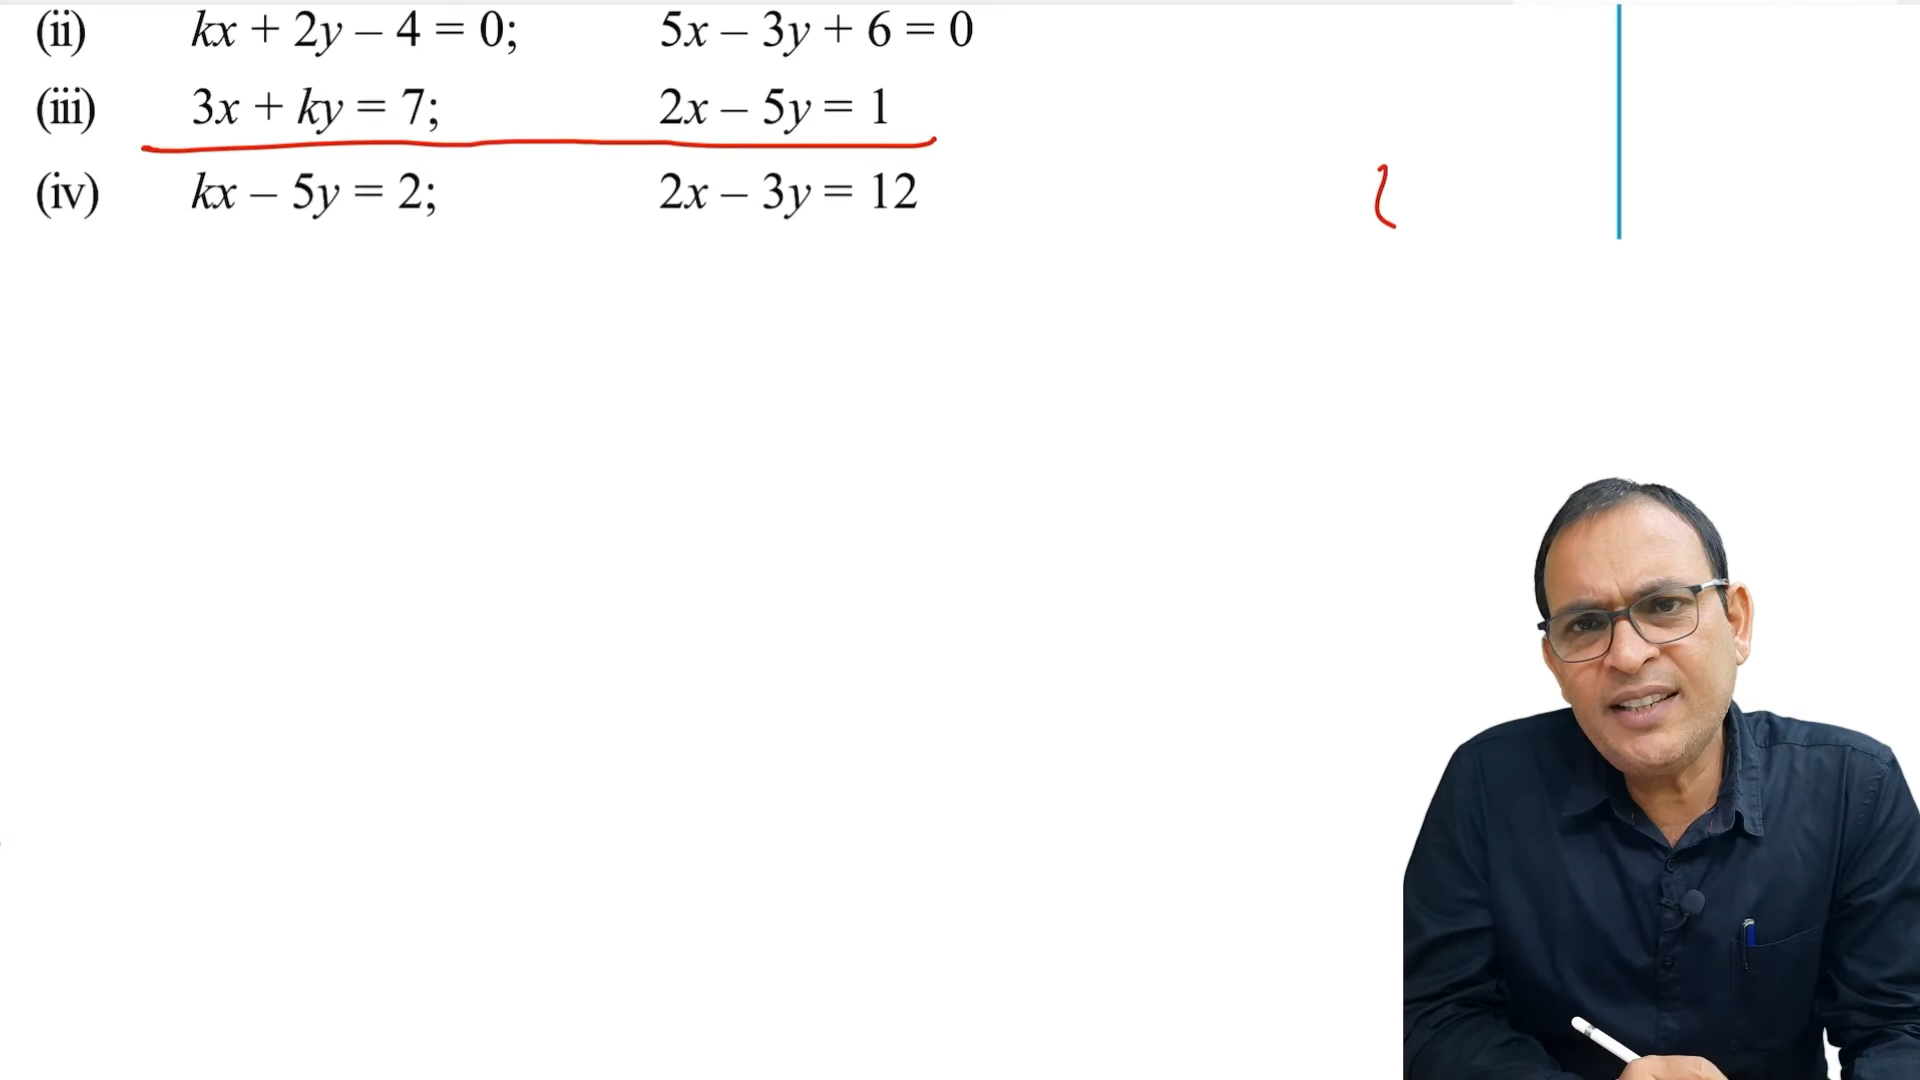 (ii) kx + 2y – 4 = 0; 5x – 3y + 6 = 0
(iii) 3x + ky = 7; 2x – 5y = 1
(iv) kx – 5y = 2; 2x – 3y = 12